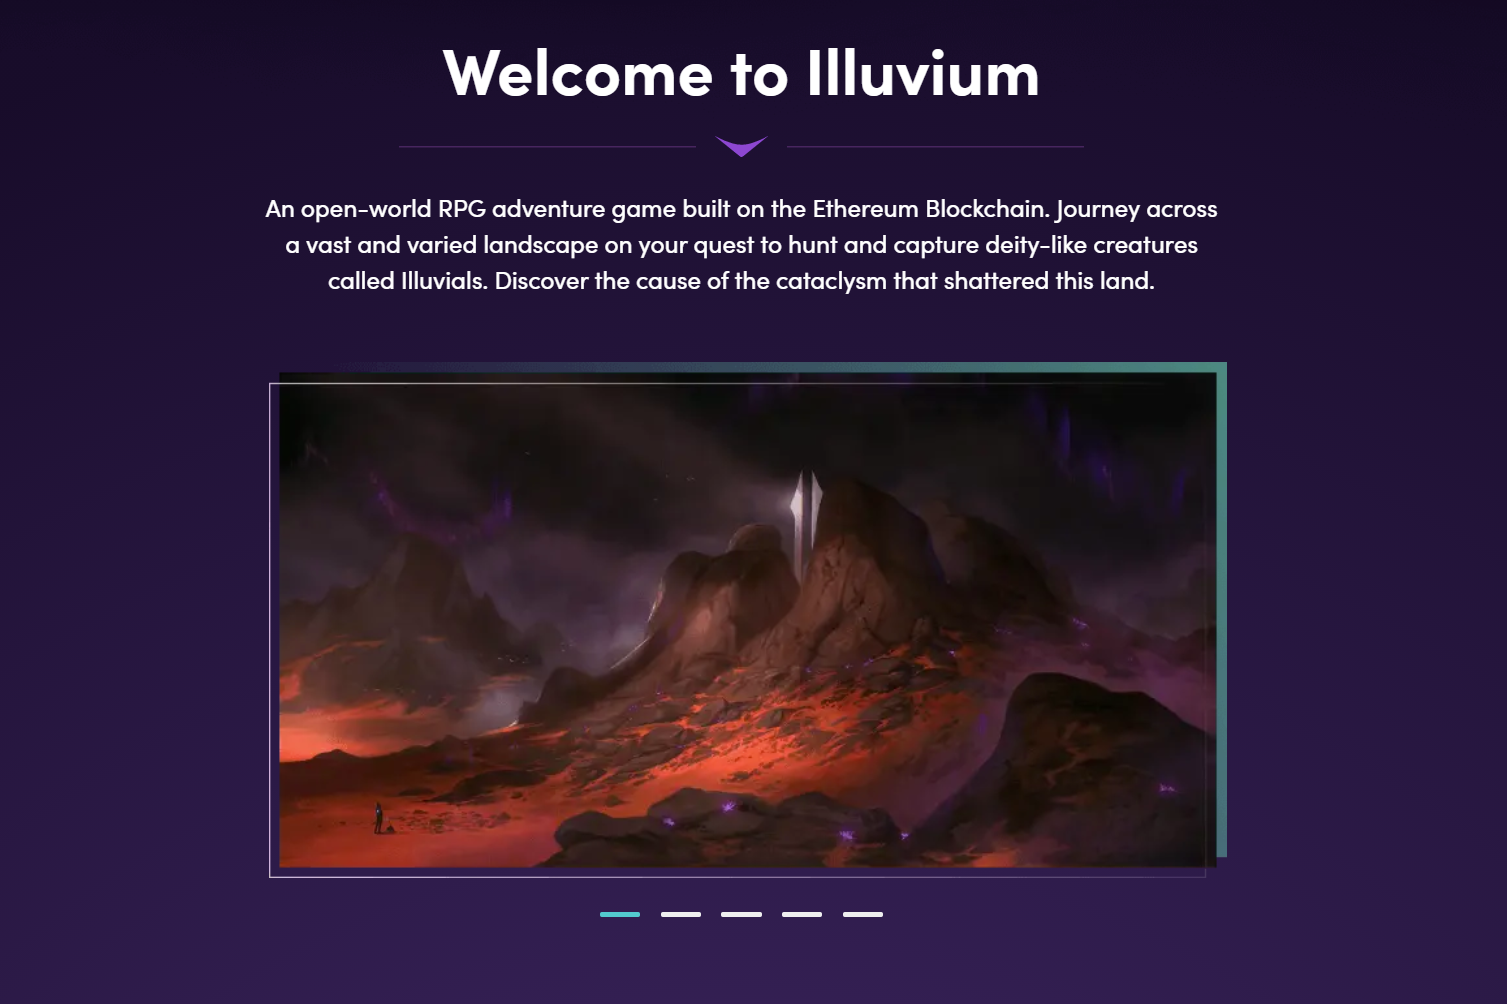 Welcome to Illuvium
An open-world RPG adventure game built on the Ethereum Blockchain. Journey across
a vast and varied landscape on your quest to hunt and capture deity-like creatures
called Illuvials. Discover the cause of the cataclysm that shattered this land.